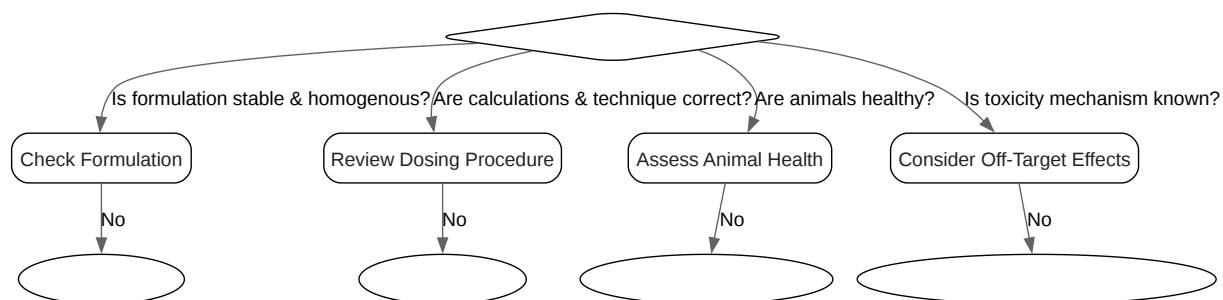 Is formulation stable & homogenous?
Are calculations & technique correct?
Are animals healthy?
Is toxicity mechanism known?
Check Formulation
Review Dosing Procedure
Assess Animal Health
Consider Off-Target Effects
No
No
No
No